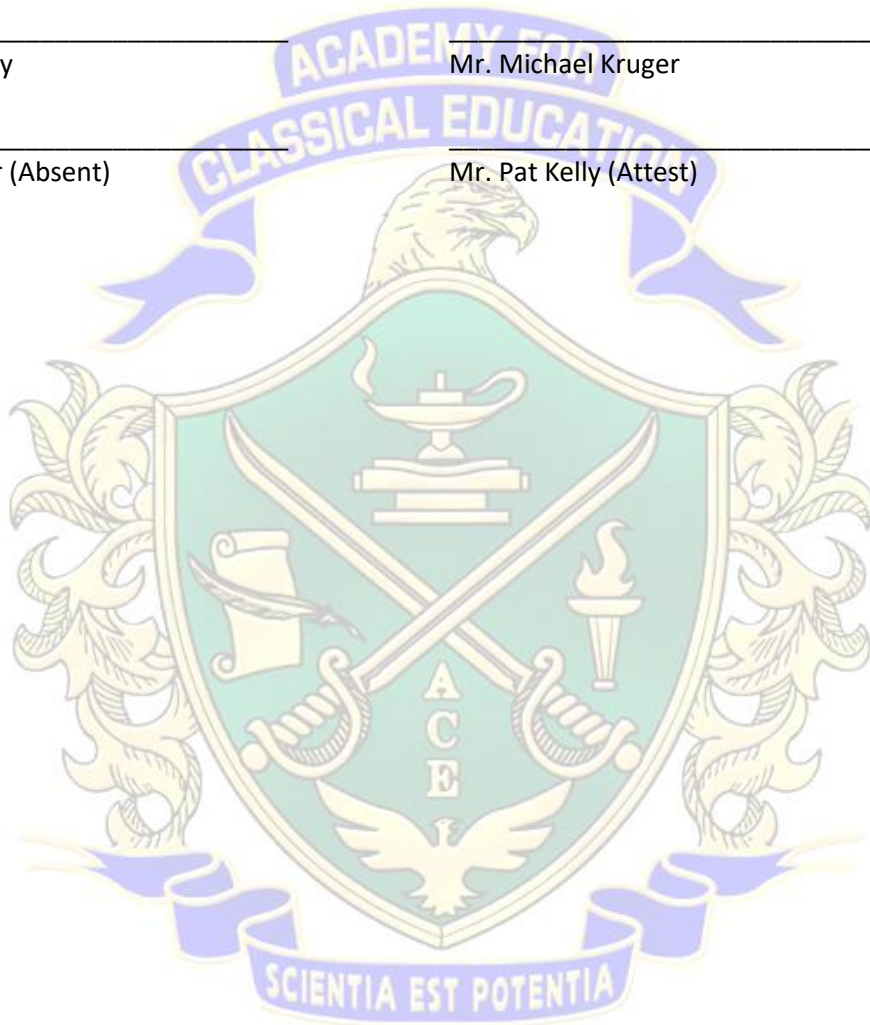 ACADEMY FOR
y Mr. Michael Kruger
CLASSICAL EDUCATION
r (Absent) Mr. Pat Kelly (Attest)
A
C
E
SCIENTIA EST POTENTIA